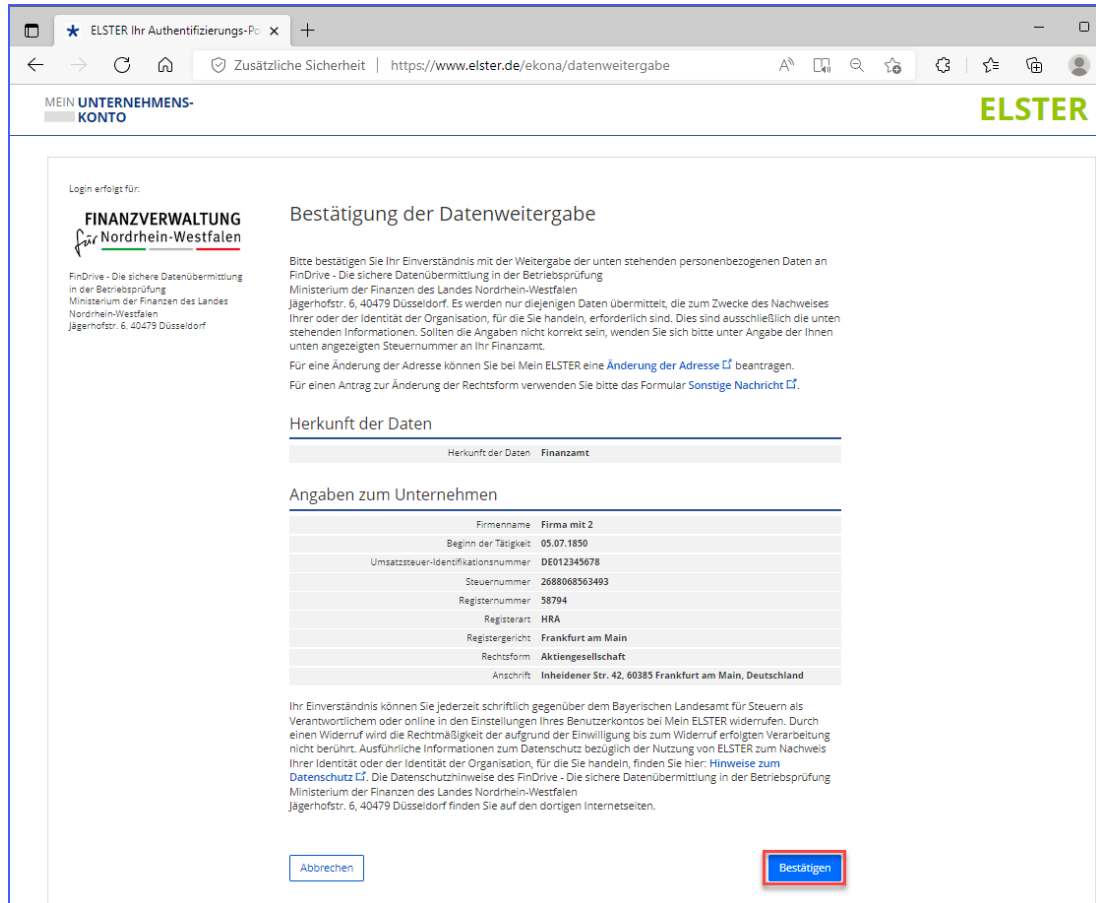 ELSTER Ihr Authentifizierungs-Po
Zusätzliche Sicherheit
https://www.elster.de/ekona/datenweitergabe
MEIN UNTERNEHMENS-
KONTO
ELSTER
Login erfolgt für:
FINANZVERWALTUNG
für Nordrhein-Westfalen
FinDrive - Die sichere Datenübermittlung
in der Betriebsprüfung
Ministerium der Finanzen des Landes
Nordrhein-Westfalen
Jägerhofstr. 6, 40479 Düsseldorf
Bestätigung der Datenweitergabe
Bitte bestätigen Sie Ihr Einverständnis mit der Weitergabe der unten stehenden personenbezogenen Daten an
FinDrive - Die sichere Datenübermittlung in der Betriebsprüfung
Ministerium der Finanzen des Landes Nordrhein-Westfalen
Jägerhofstr. 6, 40479 Düsseldorf. Es werden nur diejenigen Daten übermittelt, die zum Zwecke des Nachweises
Ihrer oder der Identität der Organisation, für die Sie handeln, erforderlich sind. Dies sind ausschließlich die unten
stehenden Informationen. Sollten die Angaben nicht korrekt sein, wenden Sie sich bitte unter Angabe der Ihnen
unten angezeigten Steuernummer an Ihr Finanzamt.
Für eine Änderung der Adresse können Sie bei Mein ELSTER eine Änderung der Adresse beantragen.
Für einen Antrag zur Änderung der Rechtsform verwenden Sie bitte das Formular Sonstige Nachricht.
Herkunft der Daten
Herkunft der Daten Finanzamt
Angaben zum Unternehmen
Firmenname Firma mit 2
Beginn der Tätigkeit 05.07.1850
Umsatzsteuer-Identifikationsnummer DE012345678
Steuernummer 2688068563493
Registernummer 58794
Registerart HRA
Registergericht Frankfurt am Main
Rechtsform Aktiengesellschaft
Anschrift Inheidener Str. 42, 60385 Frankfurt am Main, Deutschland
Ihr Einverständnis können Sie jederzeit schriftlich gegenüber dem Bayerischen Landesamt für Steuern als
Verantwortlichem oder online in den Einstellungen Ihres Benutzerkontos bei Mein ELSTER widerrufen. Durch
einen Widerruf wird die Rechtmäßigkeit der aufgrund der Einwilligung bis zum Widerruf erfolgten Verarbeitung
nicht berührt. Ausführliche Informationen zum Datenschutz bezüglich der Nutzung von ELSTER zum Nachweis
Ihrer Identität oder der Identität der Organisation, für die Sie handeln, finden Sie hier: Hinweise zum
Datenschutz. Die Datenschutzhinweise des FinDrive - Die sichere Datenübermittlung in der Betriebsprüfung
Ministerium der Finanzen des Landes Nordrhein-Westfalen
Jägerhofstr. 6, 40479 Düsseldorf finden Sie auf den dortigen Internetseiten.
Abbrechen
Bestätigen